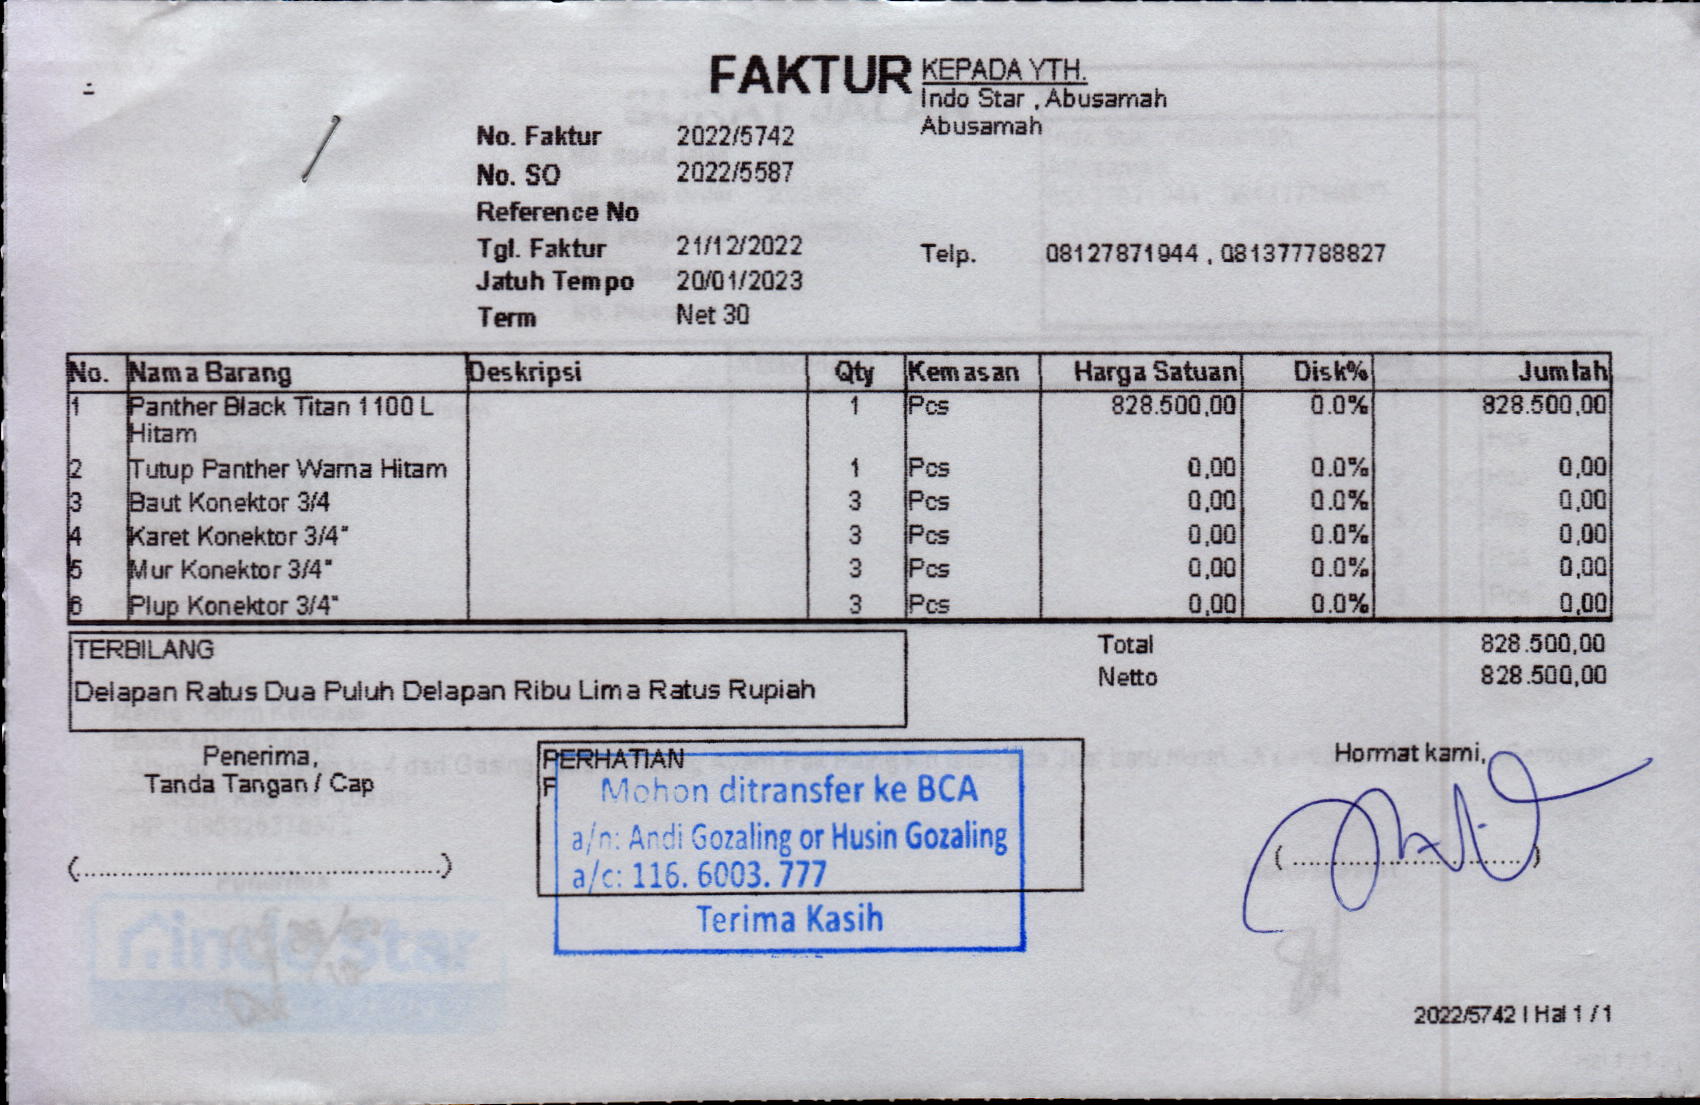 FAKTUR
KEPADA YTH.
Indo Star , Abusamah
Abusamah
No. Faktur 2022/5742
No. SO 2022/5587
Reference No
Tgl. Faktur 21/12/2022
Telp. 08127871944 , 081377788827
Jatuh Tempo 20/01/2023
Term Net 30
No. Nama Barang Deskripsi Qty Kemasan Harga Satuan Disk% Jumlah
1 Panther Black Titan 1100 L 1 Pcs 828.500,00 0.0% 828.500,00
Hitam
2 Tutup Panther Warna Hitam 1 Pcs 0,00 0.0% 0,00
3 Baut Konektor 3/4 3 Pcs 0,00 0.0% 0,00
4 Karet Konektor 3/4" 3 Pcs 0,00 0.0% 0,00
5 Mur Konektor 3/4" 3 Pcs 0,00 0.0% 0,00
6 Plup Konektor 3/4" 3 Pcs 0,00 0.0% 0,00
TERBILANG
Delapan Ratus Dua Puluh Delapan Ribu Lima Ratus Rupiah
Total 828.500,00
Netto 828.500,00
Penerima,
Tanda Tangan / Cap
(..................................................)
PERHATIAN
Mohon ditransfer ke BCA
a/n: Andi Gozaling or Husin Gozaling
a/c: 116. 6003. 777
Terima Kasih
Hormat kami,
(..................................)
indo star
2022/5742 | Hal 1 / 1